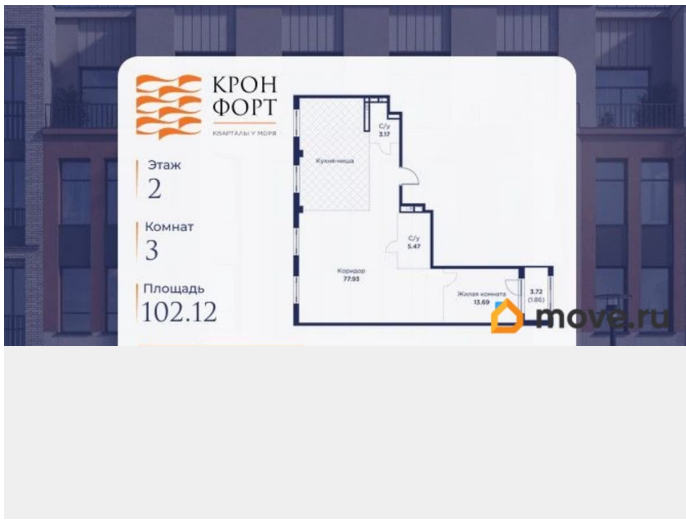 КРОН
ФОРТ
КВАРТАЛЫ У МОРЯ
Этаж
2
Комнат
3
Площадь
102.12
С/у
3.17
Кухня-ниша
С/у
5.47
Коридор
77.93
Жилая комната
13.69
3.72
(1.86)
move.ru